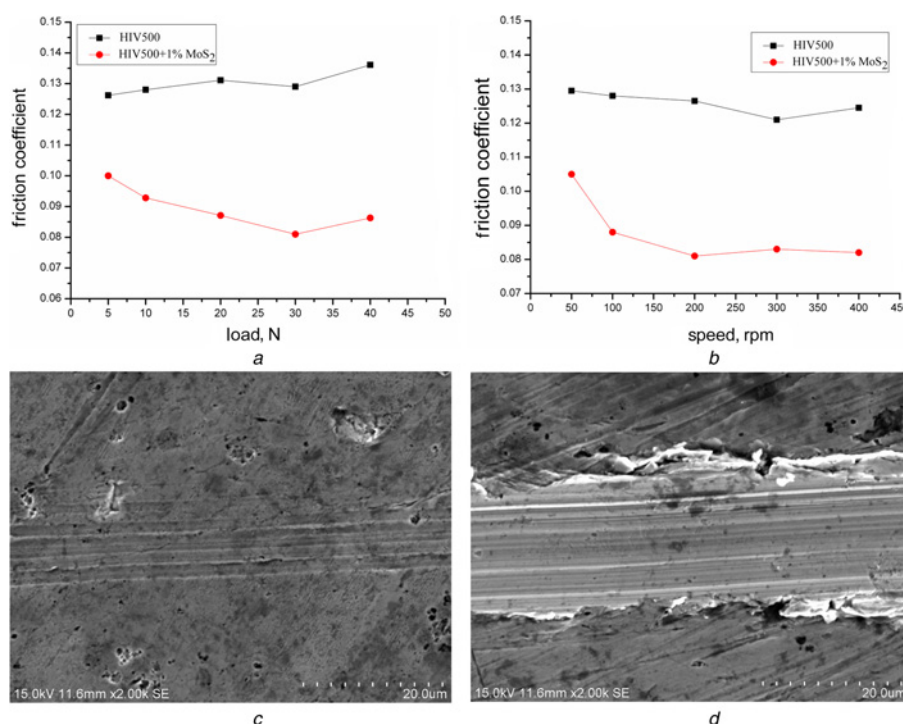 0.15
0.14
0.13
0.12
0.11
0.10
0.09
0.08
0.07
0.06
friction coefficient
HIV500
HIV500+1% MoS2
0 5 10 15 20 25 30 35 40 45 50
load, N
a
0.15
0.14
0.13
0.12
0.11
0.10
0.09
0.08
0.07
friction coefficient
HIV500
HIV500+1% MoS2
0 50 100 150 200 250 300 350 400 45
speed, rpm
b
15.0kV 11.6mm x2.00k SE 20.0um
c
15.0kV 11.6mm x2.00k SE 20.0um
d